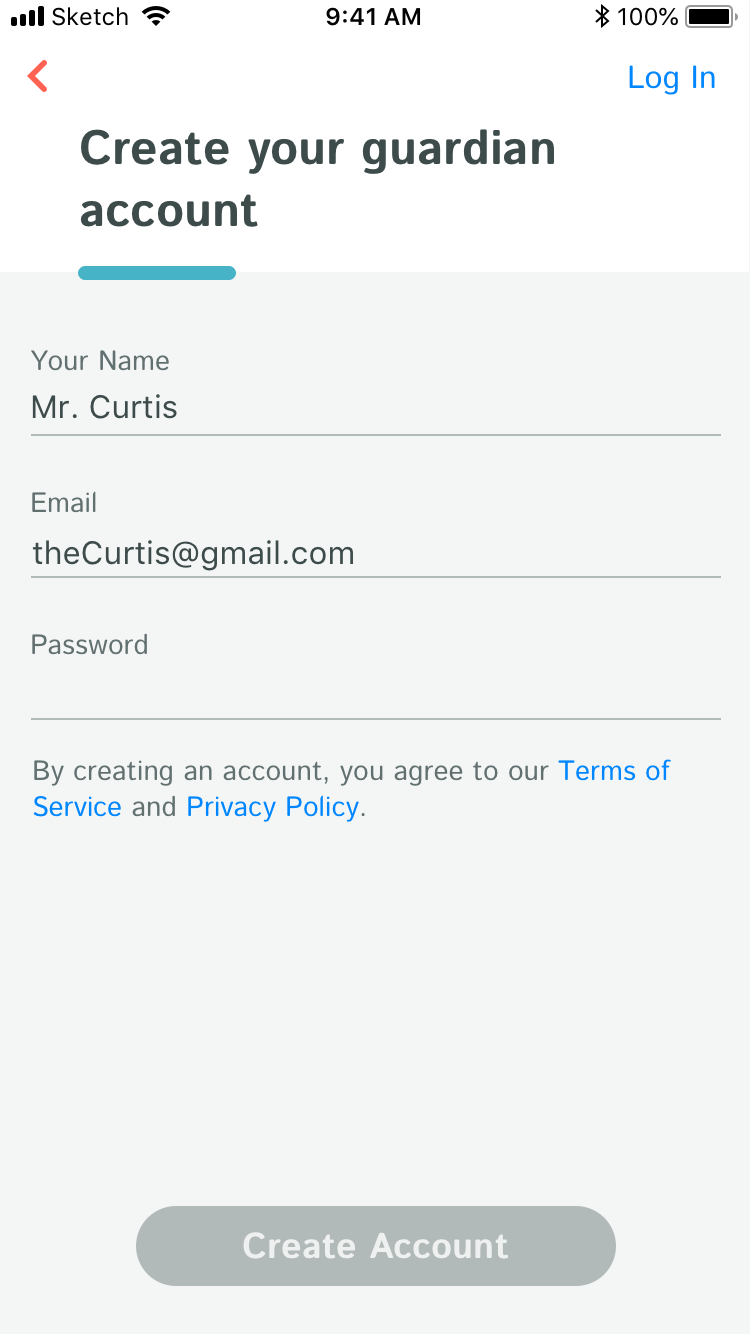 Sketch 9:41 AM 100%
Log In
Create your guardian
account
Your Name
Mr. Curtis
Email
theCurtis@gmail.com
Password
By creating an account, you agree to our Terms of
Service and Privacy Policy.
Create Account